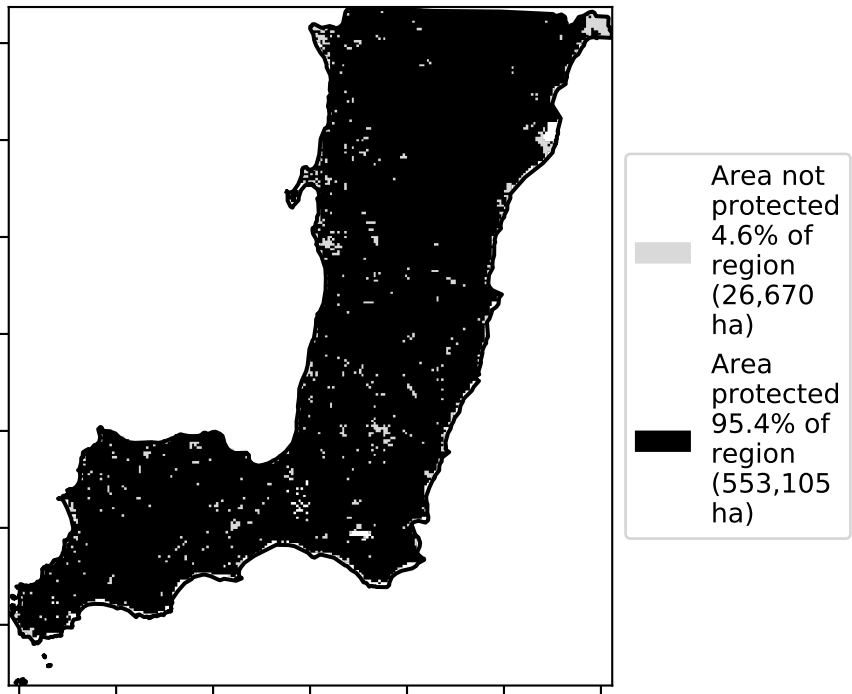 Area not
protected
4.6% of
region
(26,670
ha)
Area
protected
95.4% of
region
(553,105
ha)